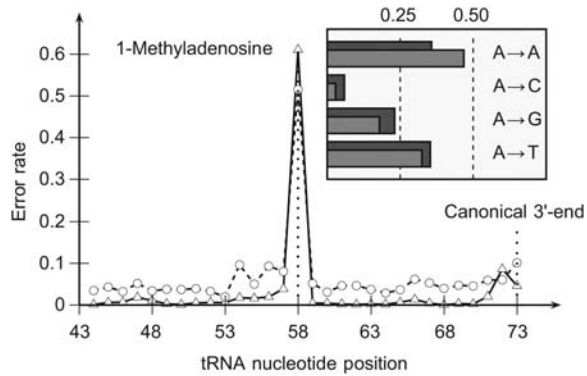 0.25 0.50
1-Methyladenosine
A→A
A→C
A→G
A→T
0.6
0.5
0.4
0.3
0.2
0.1
0
Error rate
Canonical 3'-end
43 48 53 58 63 68 73
tRNA nucleotide position